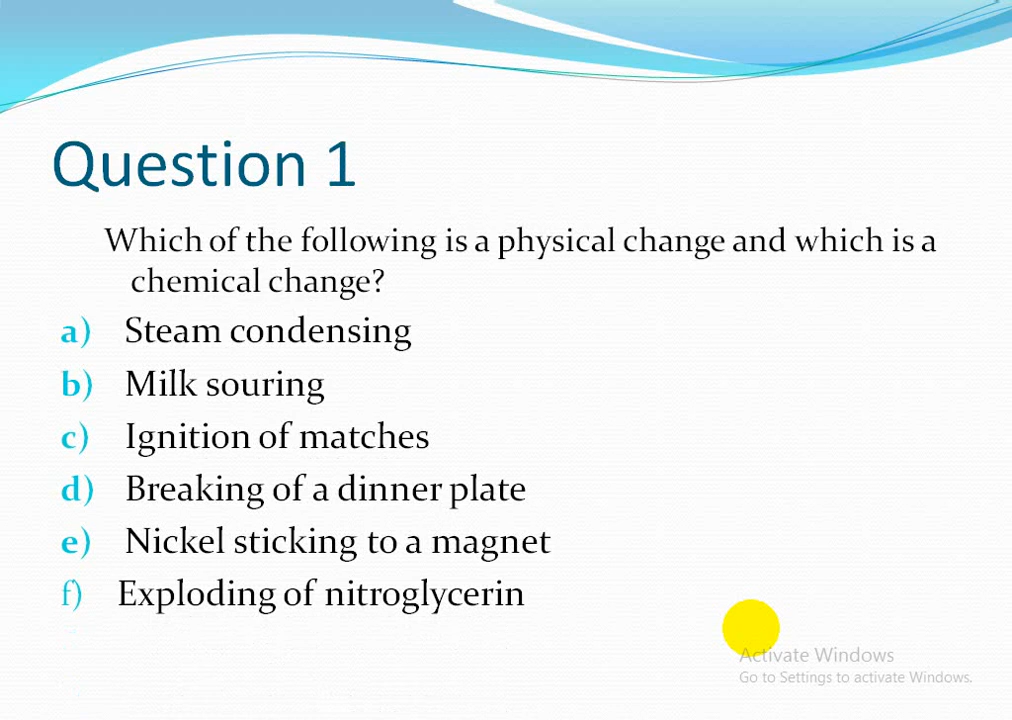 Question 1
Which of the following is a physical change and which is a
chemical change?
a) Steam condensing
b) Milk souring
c) Ignition of matches
d) Breaking of a dinner plate
e) Nickel sticking to a magnet
f) Exploding of nitroglycerin
Activate Windows
Go to Settings to activate Windows.